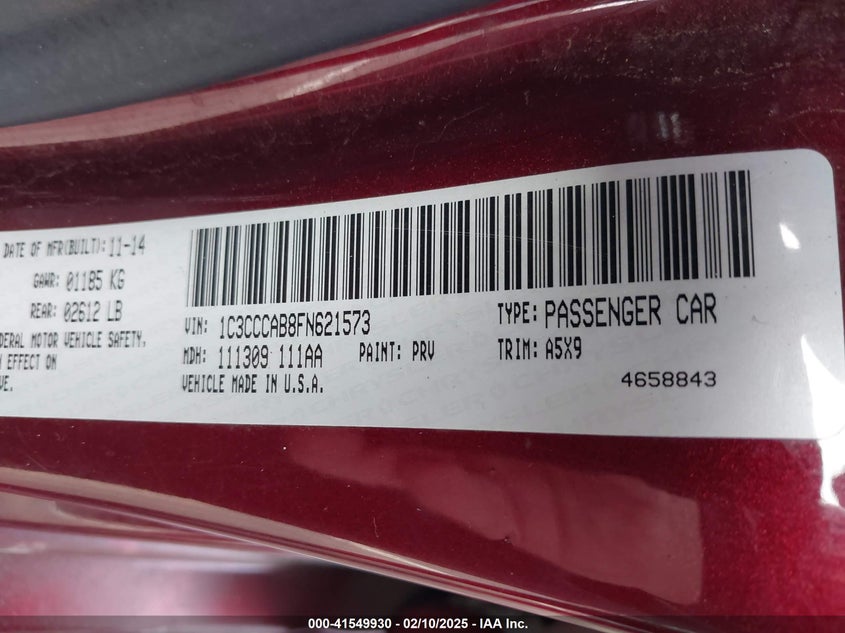 DATE OF MFR(BUILT): 11-14
GAWR: 01185 KG
REAR: 02612 LB
MOTOR VEHICLE SAFETY,
EFFECT ON
VIN: 1C3CCCAB8FN621573
TYPE: PASSENGER CAR
MDH: 111309 111AA
PAINT: PRV
TRIM: A5X9
VEHICLE MADE IN U.S.A.
4658843
000-41549930 - 02/10/2025 - IAA Inc.